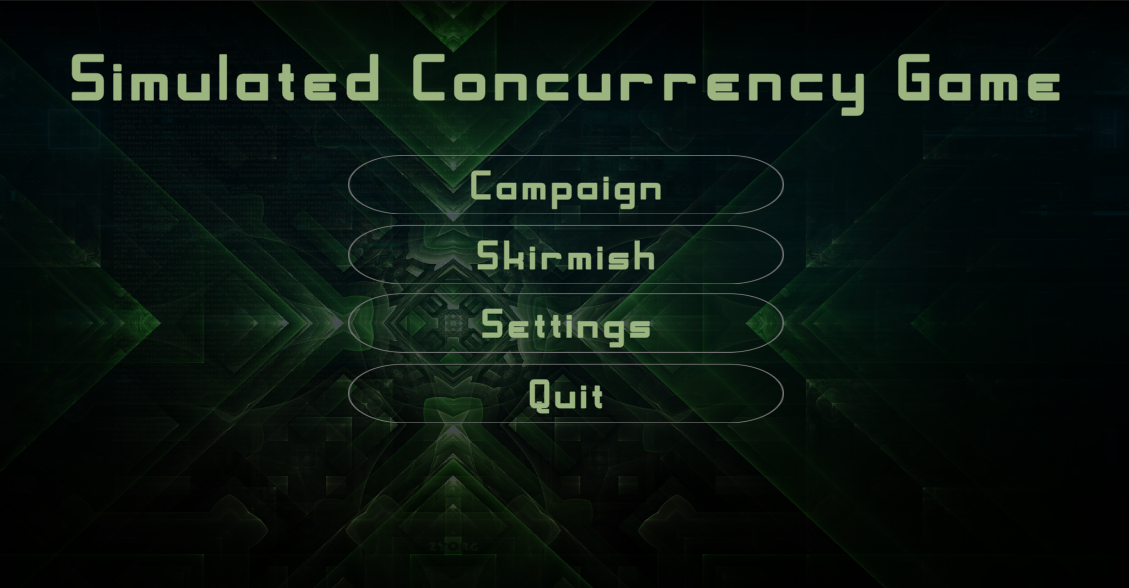 Simulated Concurrency Game
Campaign
Skirmish
Settings
Quit